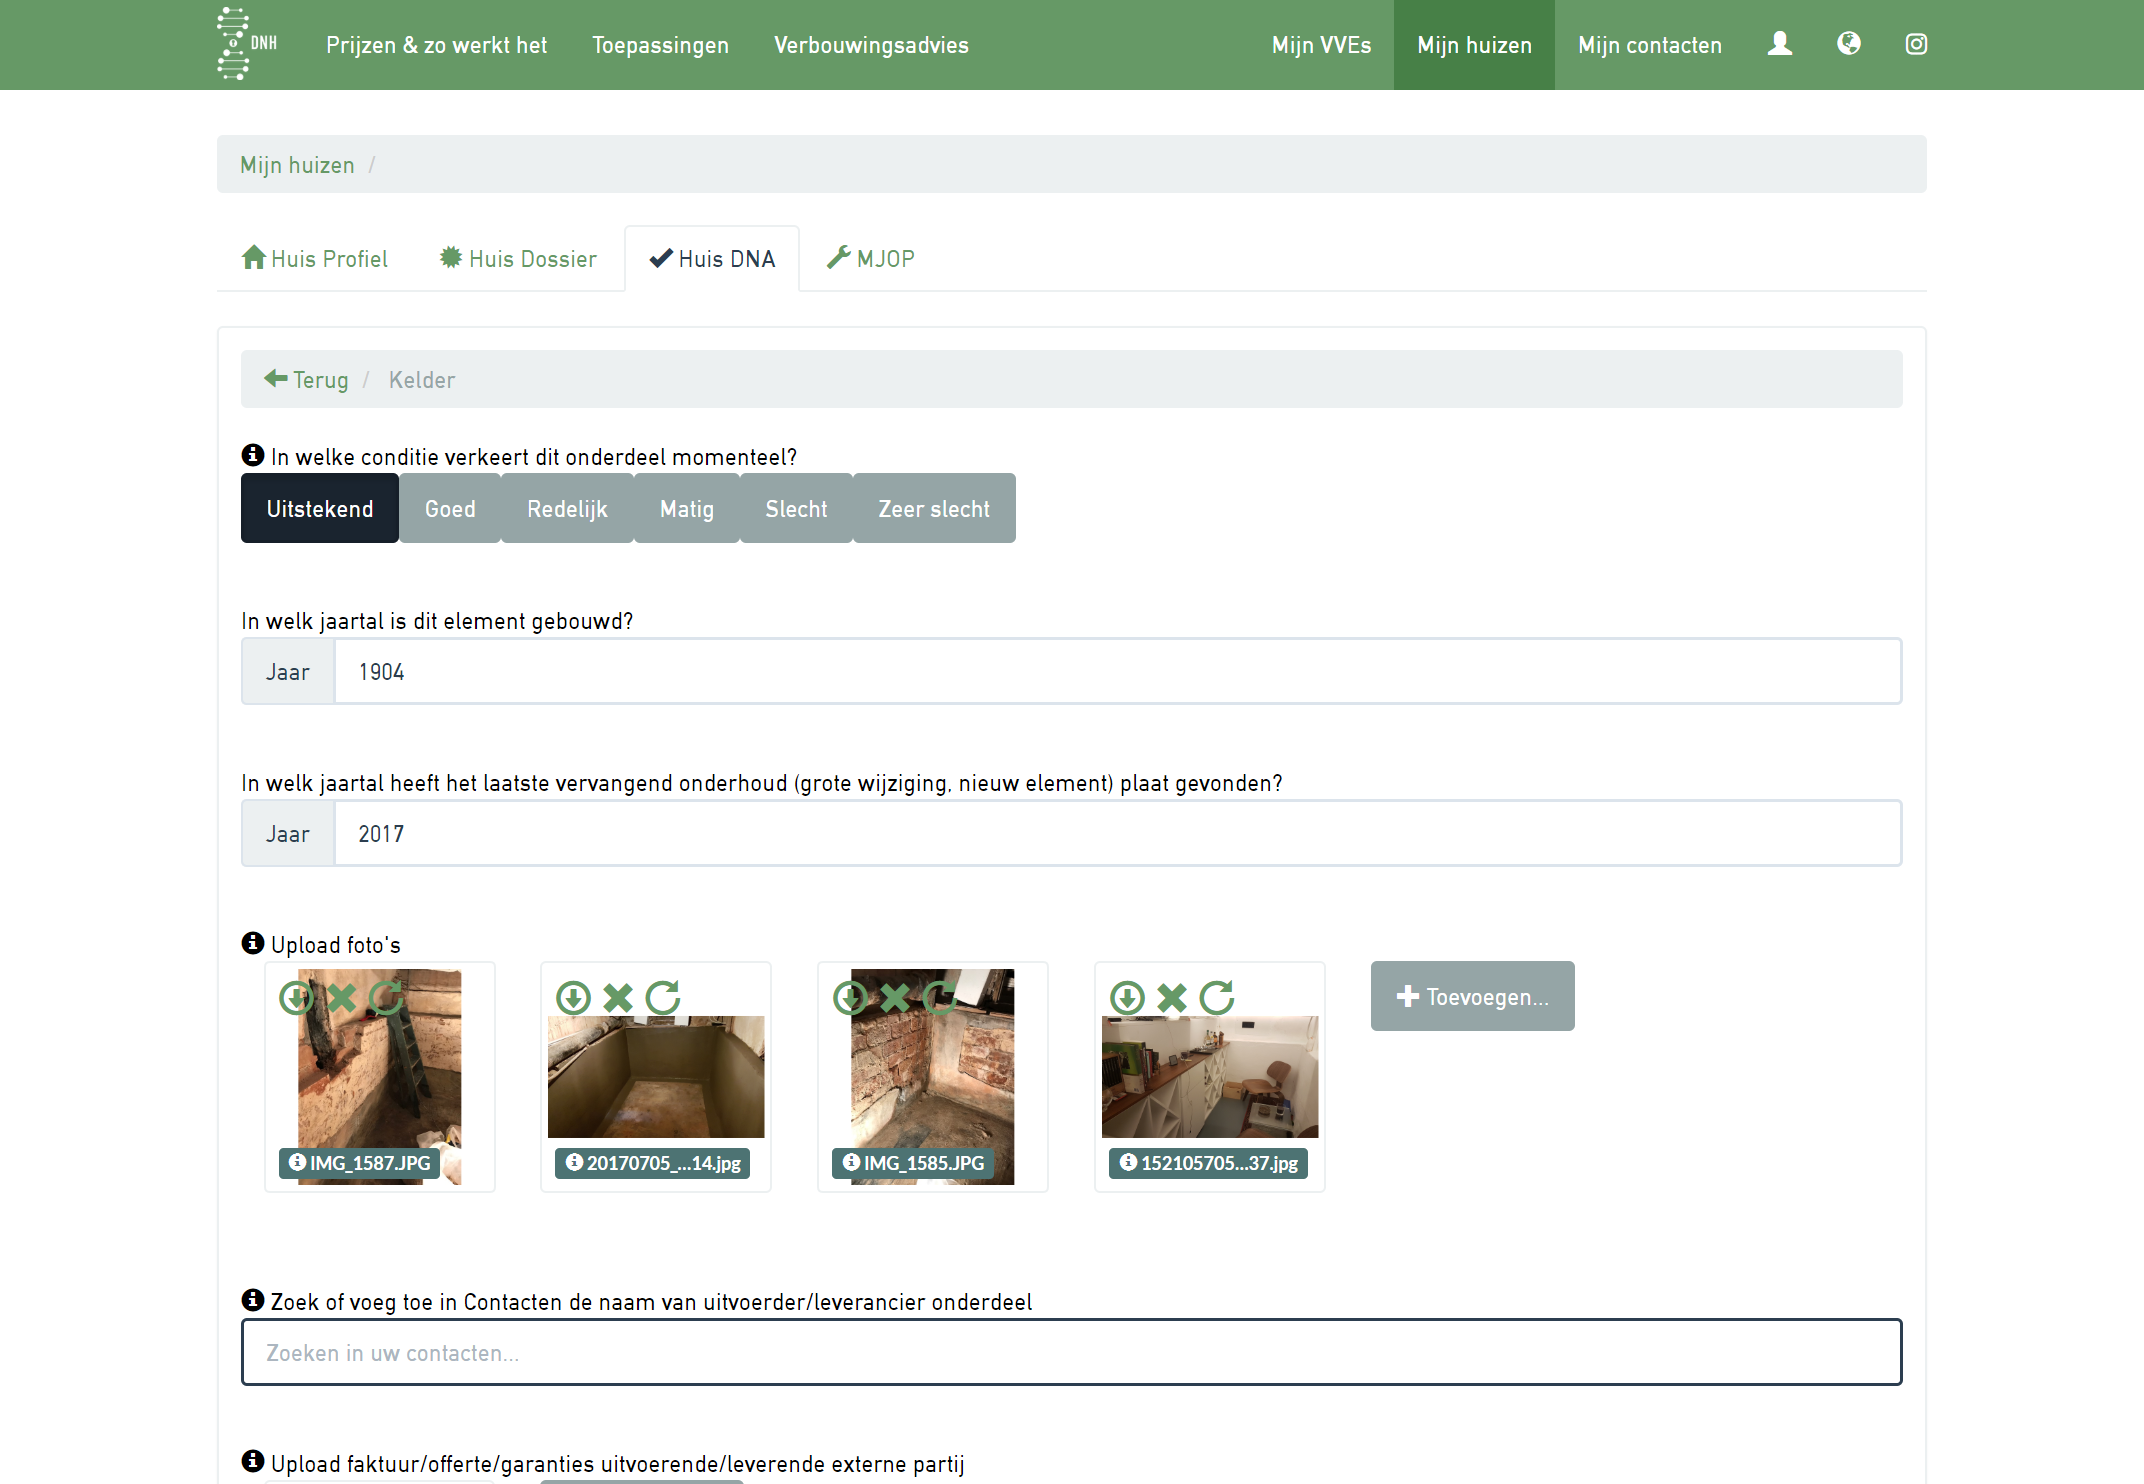 DNH Prijzen & zo werkt het Toepassingen Verbouwingsadvies Mijn VVEs Mijn huizen Mijn contacten
Mijn huizen /
Huis Profiel Huis Dossier Huis DNA MJOP
Terug / Kelder
In welke conditie verkeert dit onderdeel momenteel?
Uitstekend Goed Redelijk Matig Slecht Zeer slecht
In welk jaartal is dit element gebouwd?
Jaar 1904
In welk jaartal heeft het laatste vervangend onderhoud (grote wijziging, nieuw element) plaat gevonden?
Jaar 2017
Upload foto's
Toevoegen...
IMG_1587.JPG 20170705_...14.jpg IMG_1585.JPG 152105705...37.jpg
Zoek of voeg toe in Contacten de naam van uitvoerder/leverancier onderdeel
Zoeken in uw contacten...
Upload faktuur/offerte/garanties uitvoerende/leverende externe partij